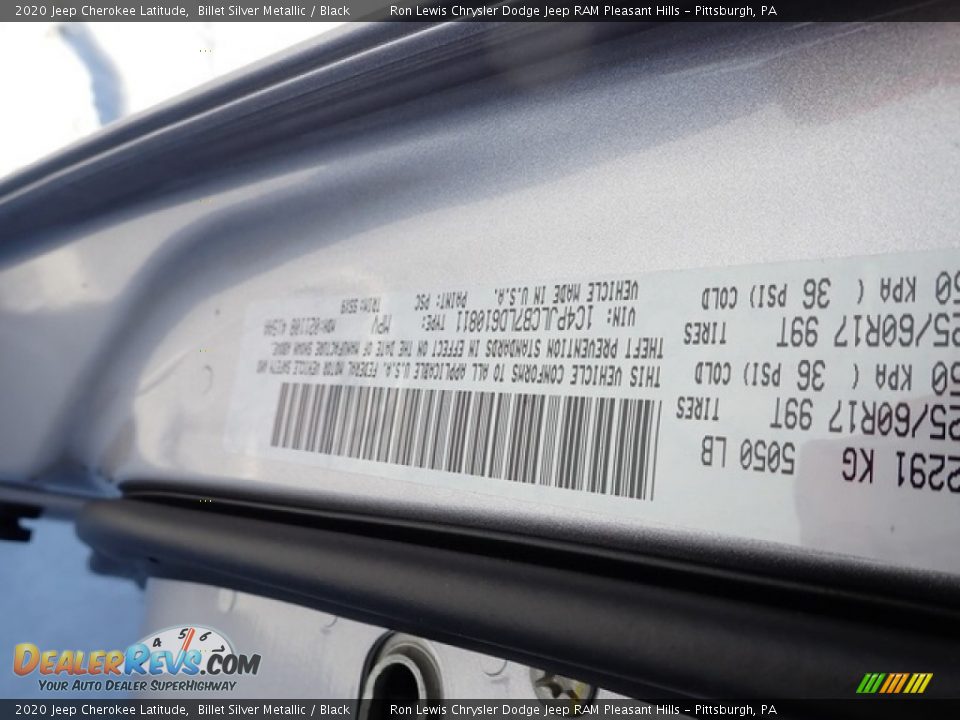 2020 Jeep Cherokee Latitude, Billet Silver Metallic / Black Ron Lewis Chrysler Dodge Jeep RAM Pleasant Hills - Pittsburgh, PA
2291 KG 5050 LB
25/60R17 99T TIRES
50 KPA ( 36 PSI) COLD
25/60R17 99T TIRES
50 KPA ( 36 PSI) COLD
THIS VEHICLE CONFORMS TO ALL APPLICABLE U.S.A. FEDERAL MOTOR VEHICLE SAFETY AND
THEFT PREVENTION STANDARDS IN EFFECT ON THE DATE OF MANUFACTURE SHOWN ABOVE.
VIN: 1C4PJLCB7LD610811 TYPE: MPV
VEHICLE MADE IN U.S.A. PAINT: PSC
4 5 6
DealerRevs.com
Your Auto Dealer SuperHighway
2020 Jeep Cherokee Latitude, Billet Silver Metallic / Black Ron Lewis Chrysler Dodge Jeep RAM Pleasant Hills - Pittsburgh, PA